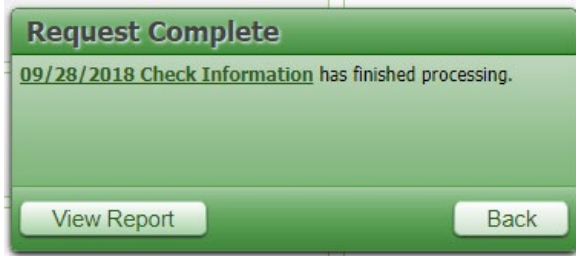 Request Complete
09/28/2018 Check Information has finished processing.
View Report
Back